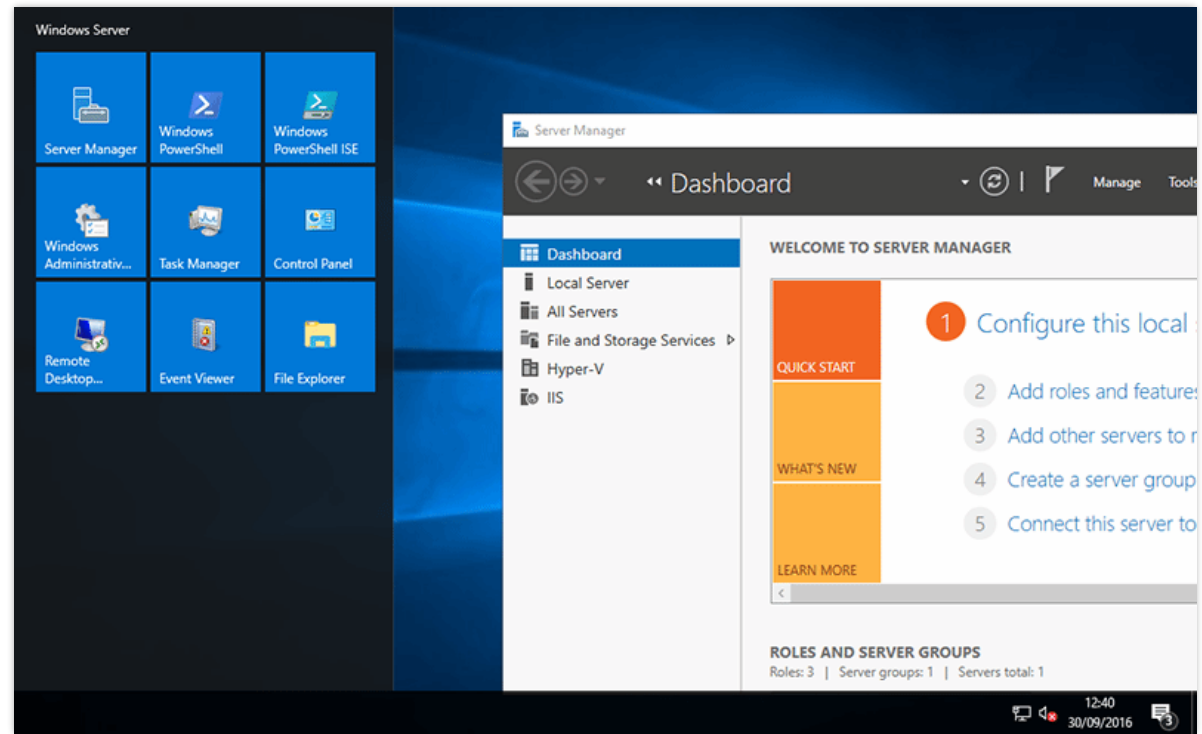 Windows Server
Server Manager
Windows
PowerShell
Windows
PowerShell ISE
Windows
Administrativ...
Task Manager
Control Panel
Remote
Desktop...
Event Viewer
File Explorer
Server Manager
Dashboard
Manage
Tools
Dashboard
Local Server
All Servers
File and Storage Services
Hyper-V
IIS
WELCOME TO SERVER MANAGER
QUICK START
WHAT'S NEW
LEARN MORE
1 Configure this local
2 Add roles and features
3 Add other servers to
4 Create a server group
5 Connect this server to
ROLES AND SERVER GROUPS
Roles: 3 | Server groups: 1 | Servers total: 1
12:40
30/09/2016
3